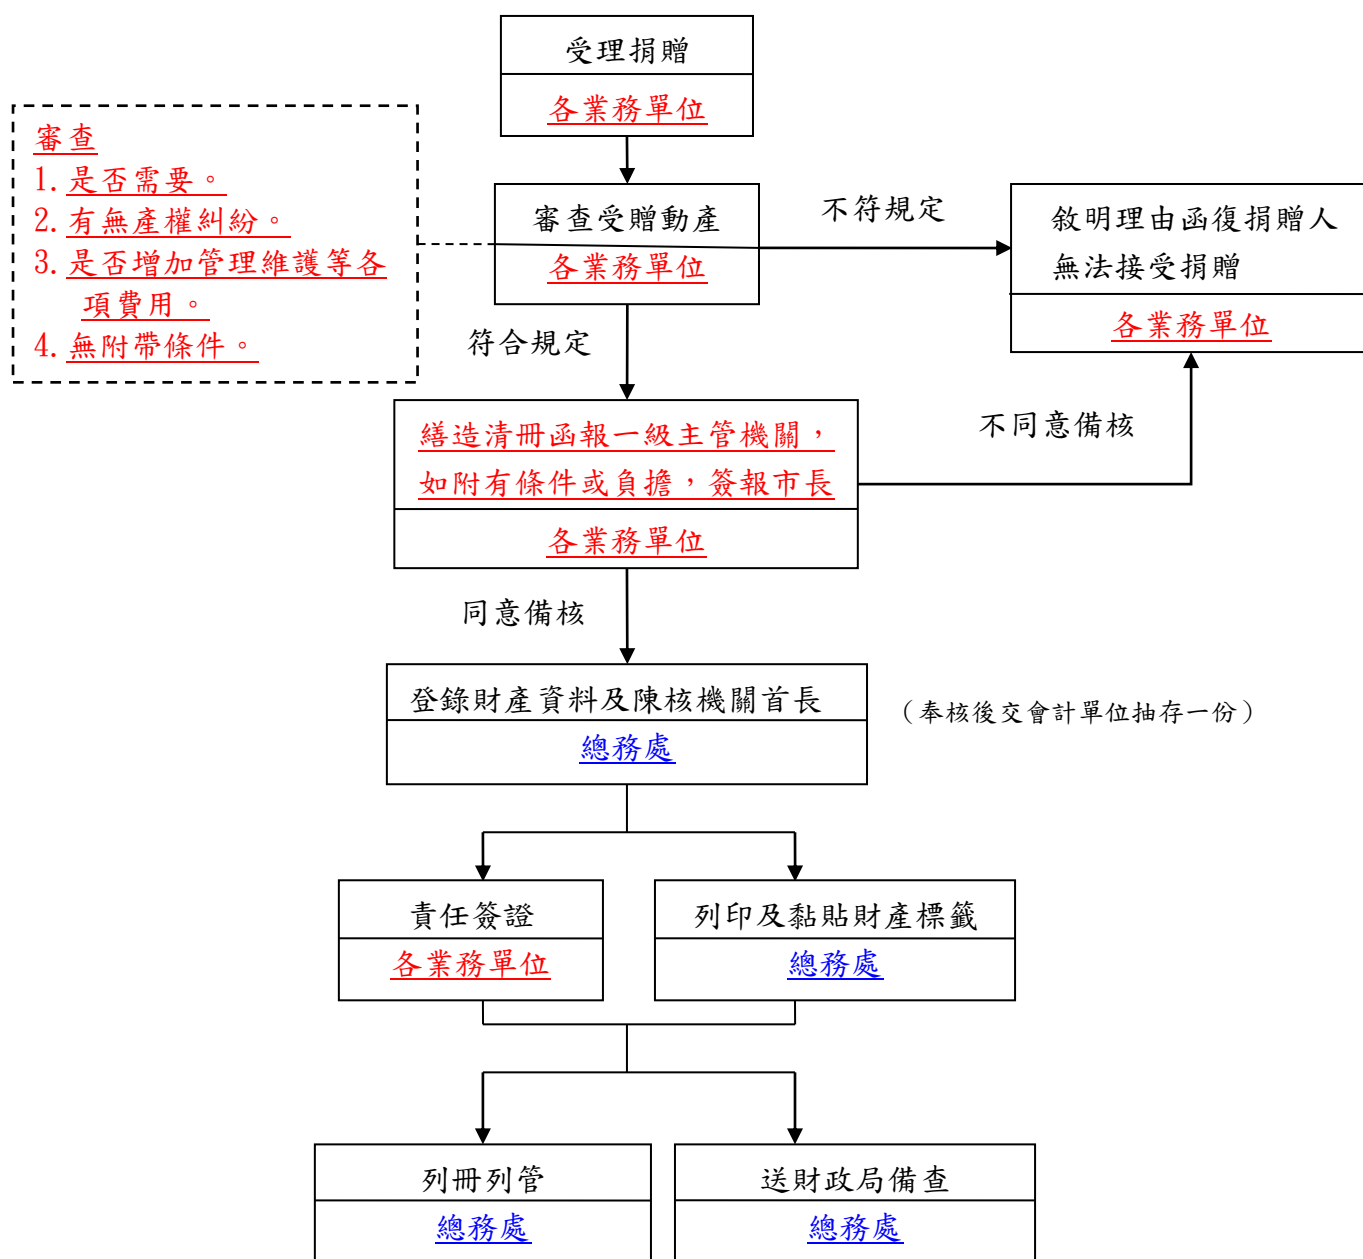 受理捐贈
各業務單位
審查
1.是否需要。
2.有無產權糾紛。
3.是否增加管理維護等各
項費用。
4.無附帶條件。
審查受贈動產
各業務單位
不符規定
敘明理由函復捐贈人
無法接受捐贈
各業務單位
符合規定
繕造清冊函報一級主管機關，
如附有條件或負擔，簽報市長
各業務單位
不同意備核
同意備核
登錄財產資料及陳核機關首長
總務處
（奉核後交會計單位抽存一份）
責任簽證
各業務單位
列印及黏貼財產標籤
總務處
列冊列管
總務處
送財政局備查
總務處